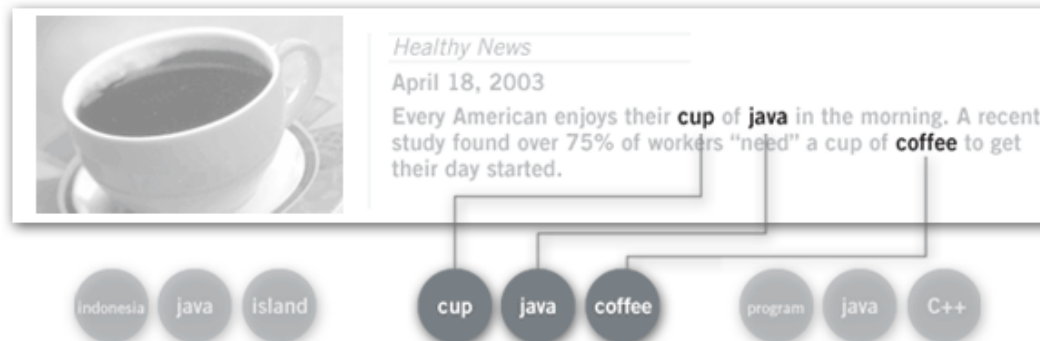 Healthy News
April 18, 2003
Every American enjoys their cup of java in the morning. A recent
study found over 75% of workers “need” a cup of coffee to get
their day started.
indonesia java island cup java coffee program java C++